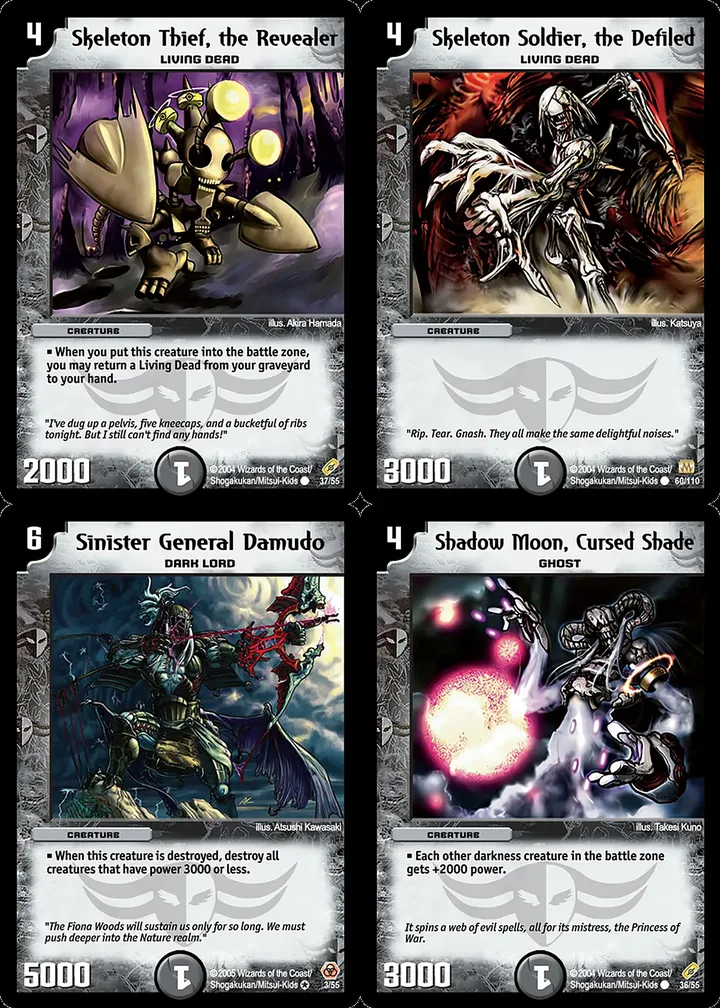 4 Skeleton Thief, the Revealer
LIVING DEAD
illus. Akira Hamada
CREATURE
▪ When you put this creature into the battle zone,
you may return a Living Dead from your graveyard
to your hand.
"I've dug up a pelvis, five kneecaps, and a bucketful of ribs
tonight. But I still can't find any hands!"
2000
1
©2004 Wizards of the Coast/
Shogakukan/Mitsui-Kids ● 37/55
4 Skeleton Soldier, the Defiled
LIVING DEAD
illus. Katsuya
CREATURE
"Rip. Tear. Gnash. They all make the same delightful noises."
3000
1
©2004 Wizards of the Coast/
Shogakukan/Mitsui-Kids ● 60/110
6 Sinister General Damudo
DARK LORD
illus. Atsushi Kawasaki
CREATURE
▪ When this creature is destroyed, destroy all
creatures that have power 3000 or less.
"The Fiona Woods will sustain us only for so long. We must
push deeper into the Nature realm."
5000
1
©2005 Wizards of the Coast/
Shogakukan/Mitsui-Kids ✪ 3/55
4 Shadow Moon, Cursed Shade
GHOST
illus. Takesi Kuno
CREATURE
▪ Each other darkness creature in the battle zone
gets +2000 power.
It spins a web of evil spells, all for its mistress, the Princess of
War.
3000
1
©2004 Wizards of the Coast/
Shogakukan/Mitsui-Kids ● 36/55